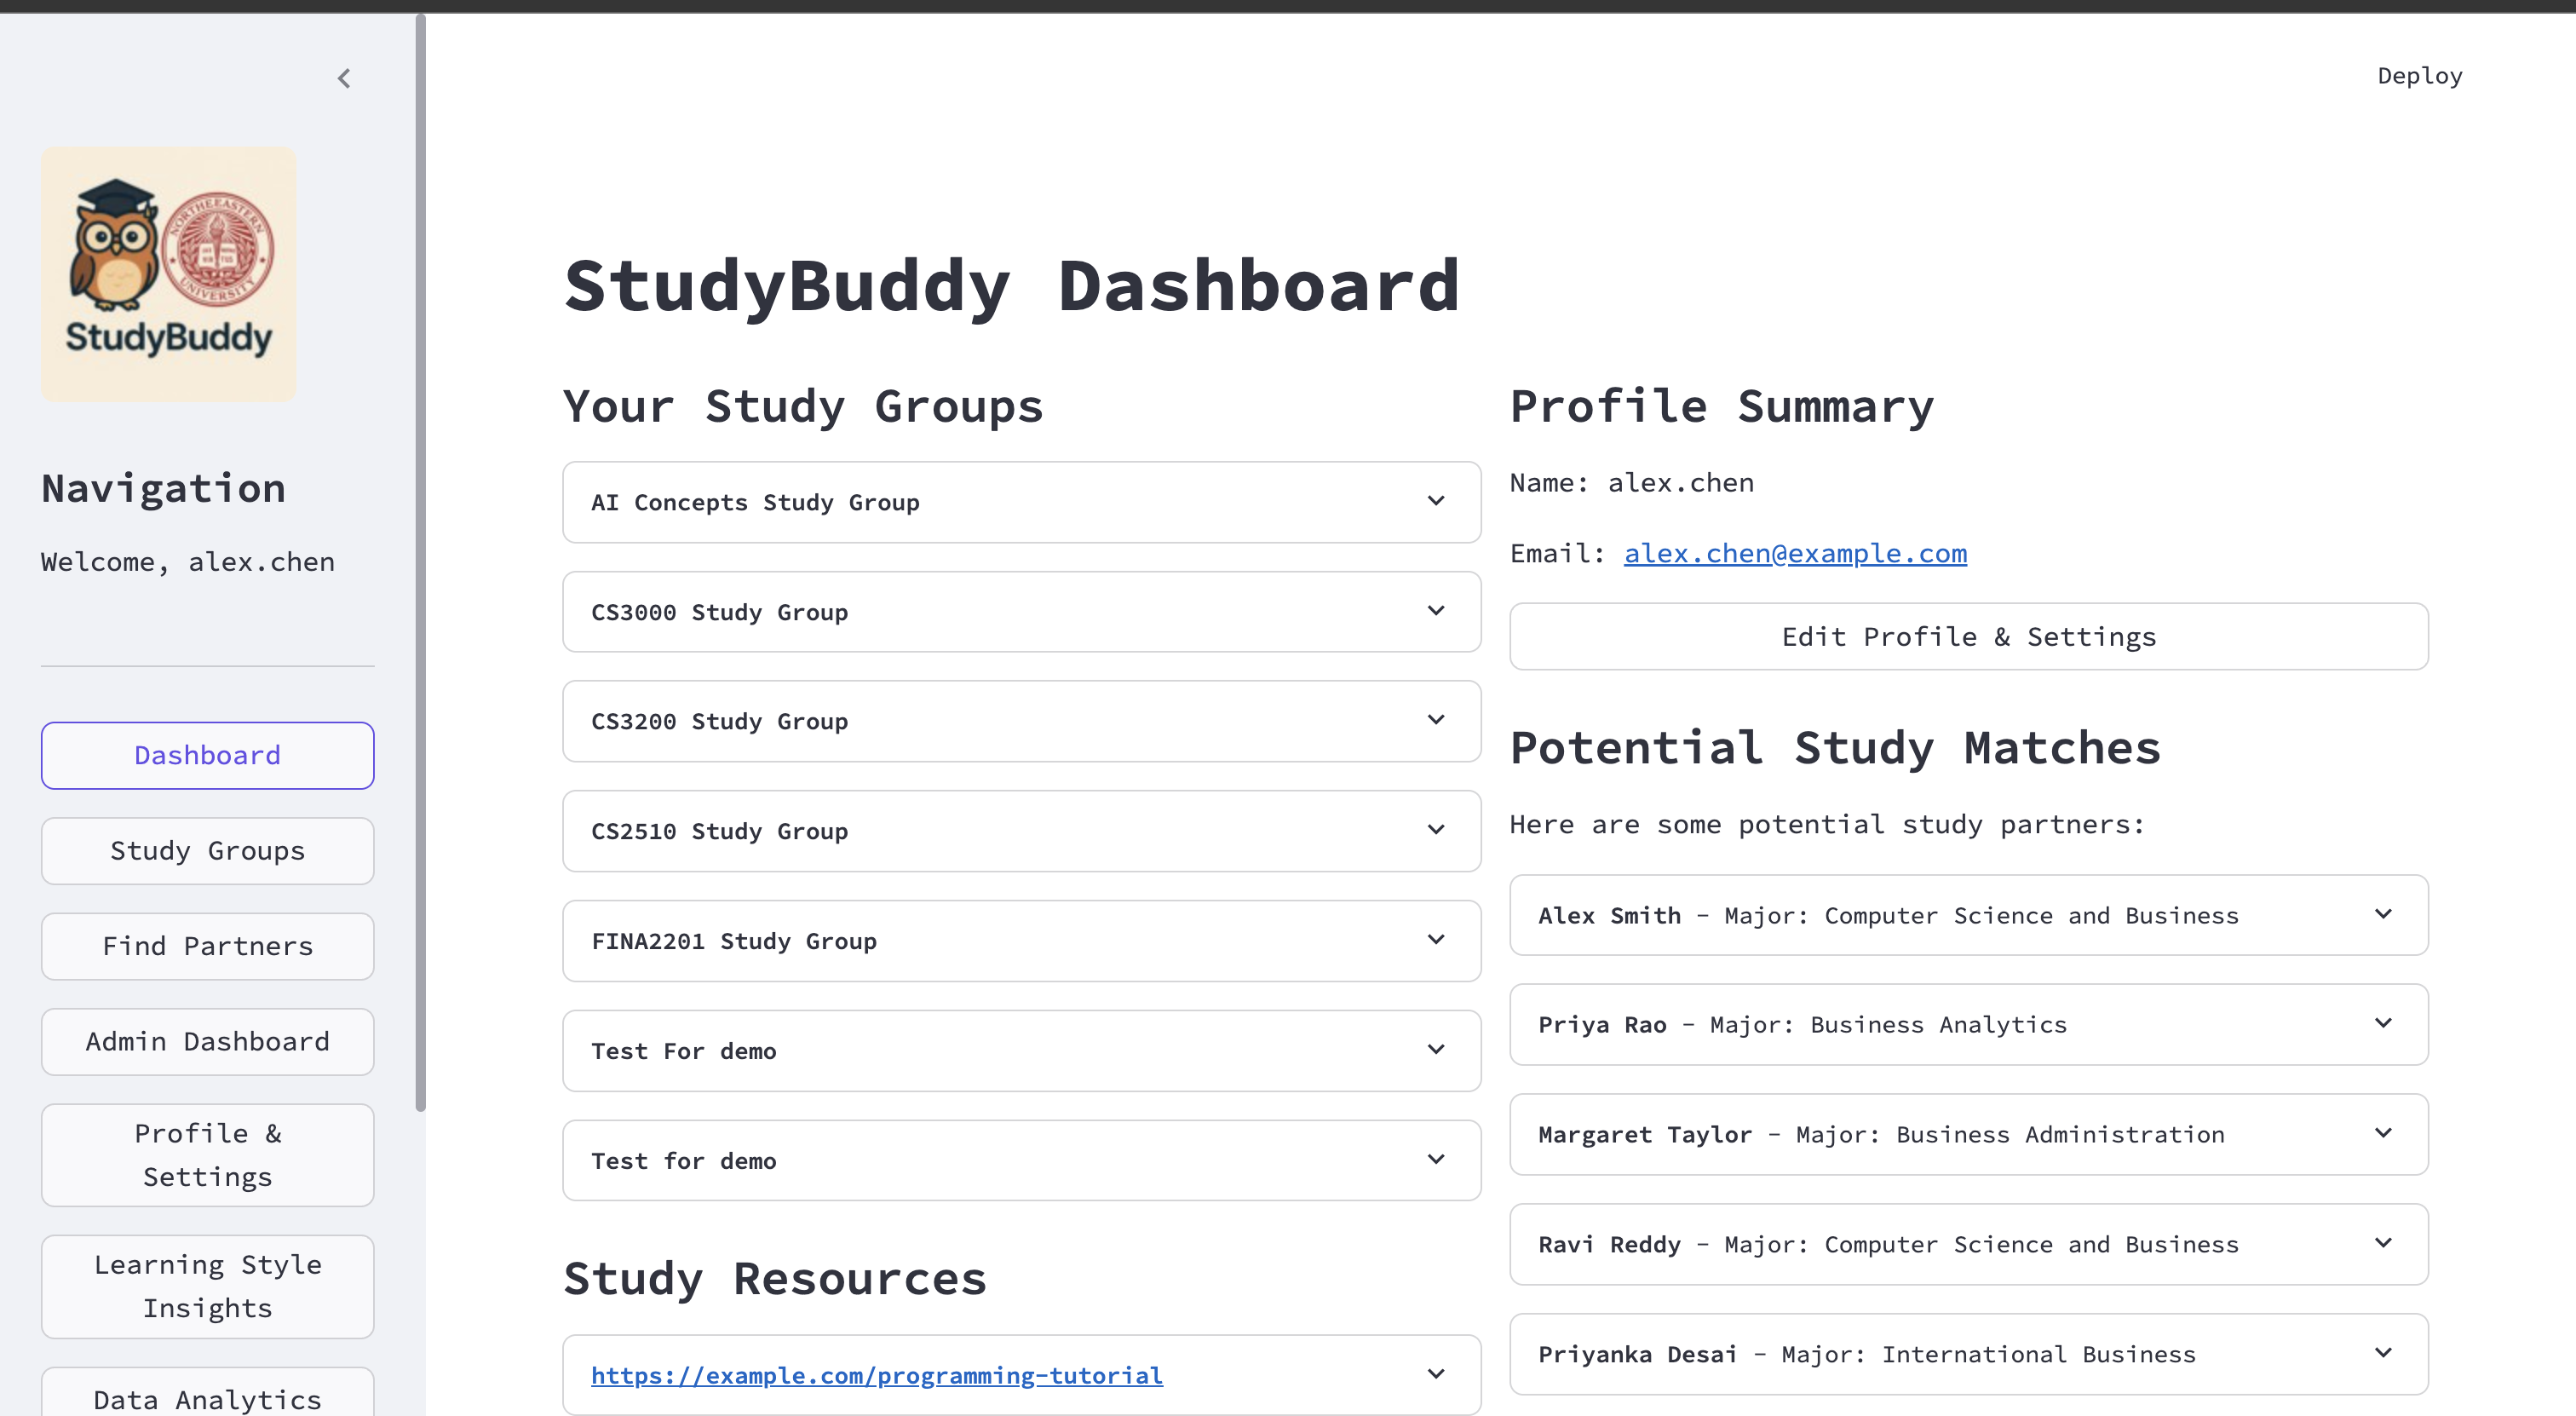 Deploy
NORTHEEASTERN
UNIVERSITY
StudyBuddy
Navigation
Welcome, alex.chen
Dashboard
Study Groups
Find Partners
Admin Dashboard
Profile &
Settings
Learning Style
Insights
Data Analytics
StudyBuddy Dashboard
Your Study Groups
AI Concepts Study Group
CS3000 Study Group
CS3200 Study Group
CS2510 Study Group
FINA2201 Study Group
Test For demo
Test for demo
Study Resources
https://example.com/programming-tutorial
Profile Summary
Name: alex.chen
Email: alex.chen@example.com
Edit Profile & Settings
Potential Study Matches
Here are some potential study partners:
Alex Smith - Major: Computer Science and Business
Priya Rao - Major: Business Analytics
Margaret Taylor - Major: Business Administration
Ravi Reddy - Major: Computer Science and Business
Priyanka Desai - Major: International Business